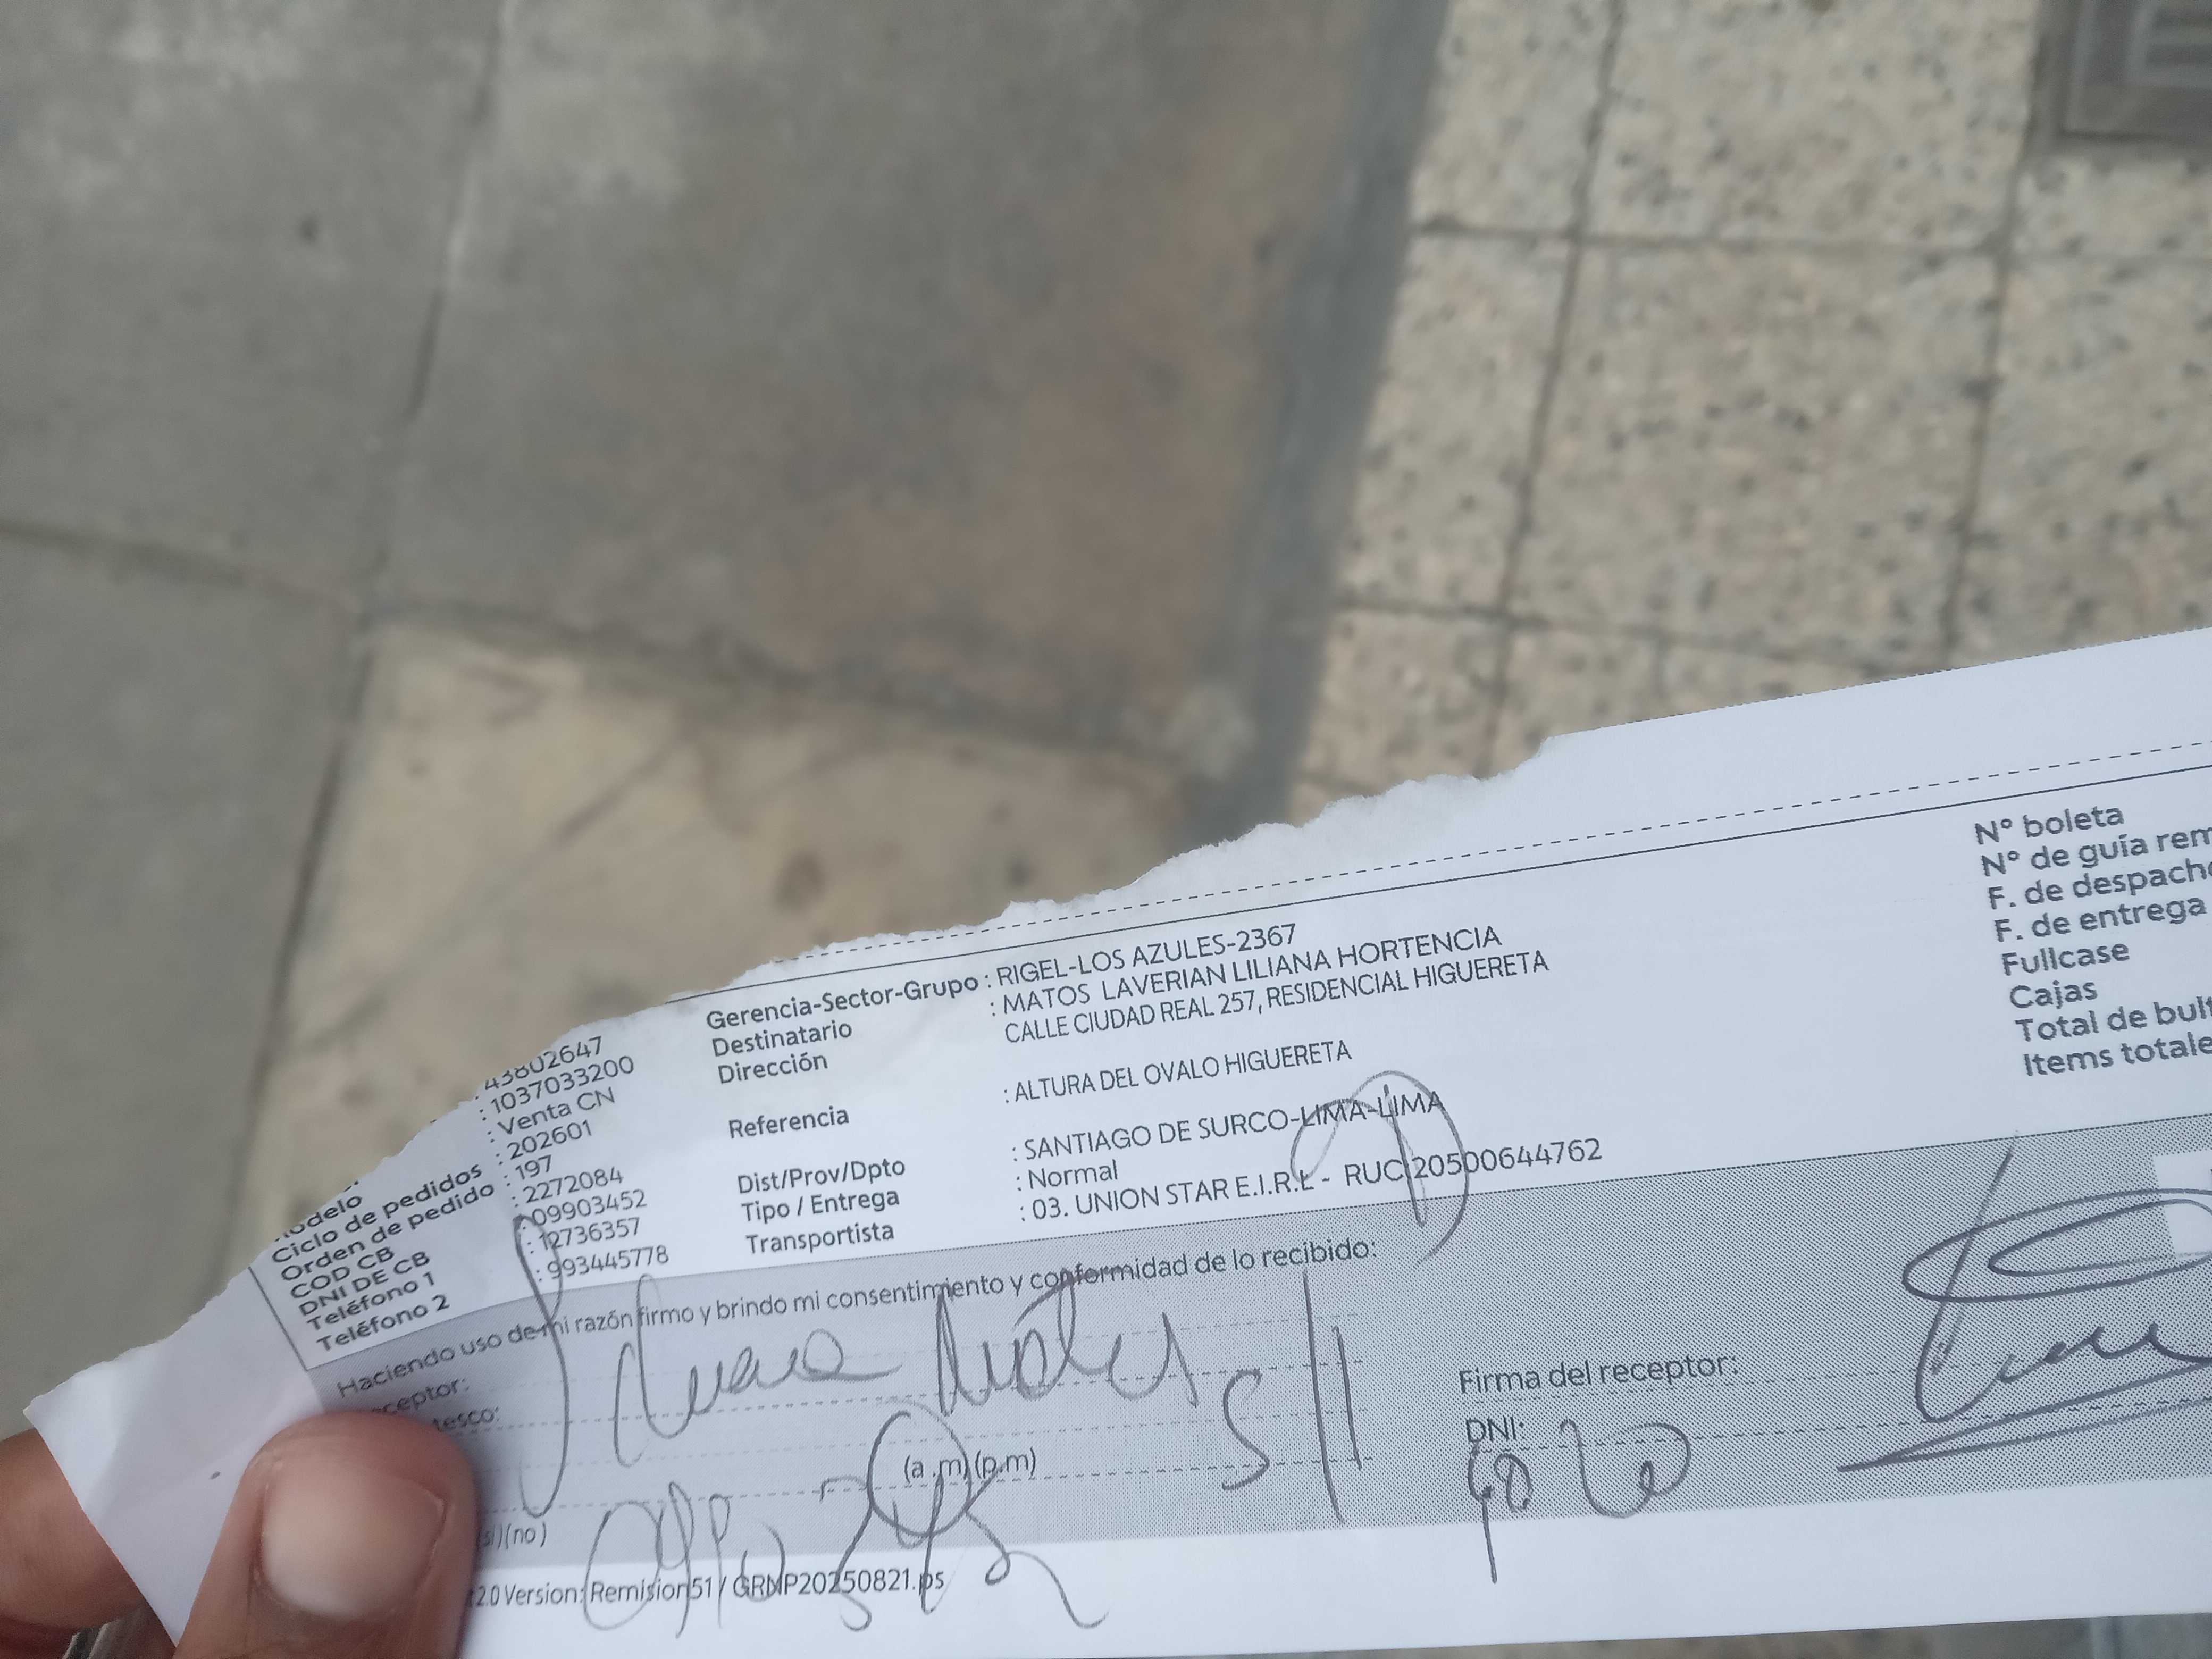 43802647
: 1037033200
: Venta CN
Ciclo de pedidos : 202601
Orden de pedido : 197
COD CB : 2272084
DNI DE CB : 09903452
Teléfono 1 : 12736357
Teléfono 2 : 993445778
Gerencia-Sector-Grupo : RIGEL-LOS AZULES-2367
Destinatario : MATOS LAVERIAN LILIANA HORTENCIA
Dirección CALLE CIUDAD REAL 257, RESIDENCIAL HIGUERETA
Referencia : ALTURA DEL OVALO HIGUERETA
Dist/Prov/Dpto : SANTIAGO DE SURCO-LIMA-LIMA
Tipo / Entrega : Normal
Transportista : 03. UNION STAR E.I.R.L - RUC 20500644762
N° boleta
N° de guía rem
F. de despacho
F. de entrega
Fullcase
Cajas
Total de bult
Items totale
Haciendo uso de mi razón firmo y brindo mi consentimiento y conformidad de lo recibido:
ceptor:
tesco:
(a.m)(p.m)
(si)(no)
Firma del receptor:
DNI:
2.0 Version: Remision51 / GRMP20250821.ps